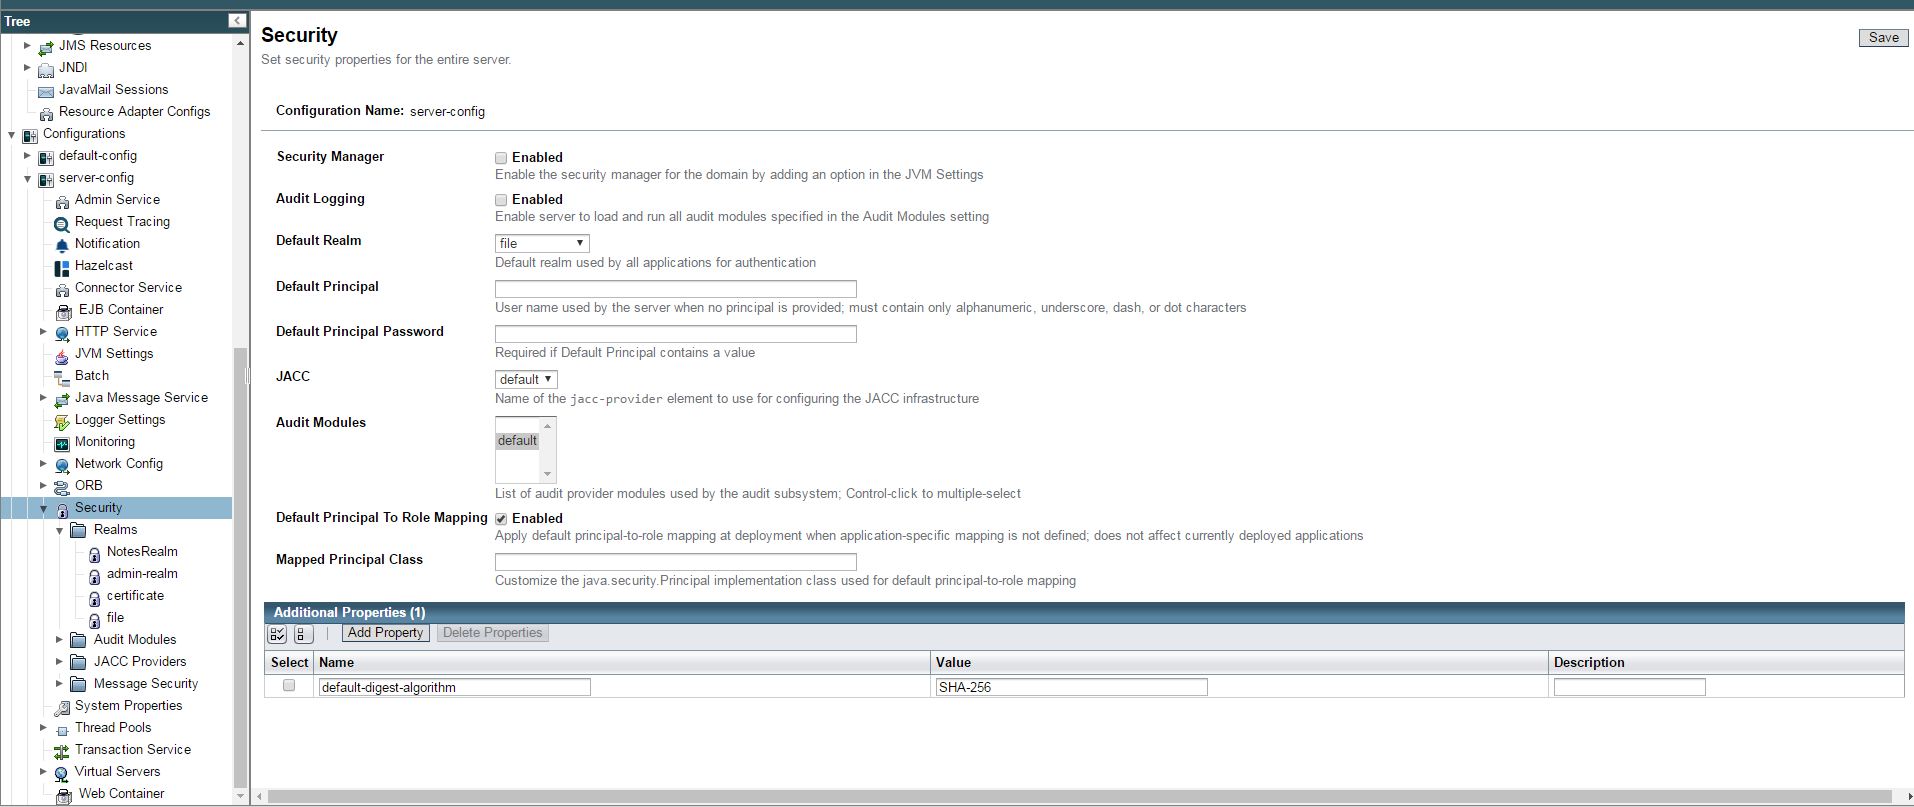 Tree
JMS Resources
JNDI
JavaMail Sessions
Resource Adapter Configs
Configurations
default-config
server-config
Admin Service
Request Tracing
Notification
Hazelcast
Connector Service
EJB Container
HTTP Service
JVM Settings
Batch
Java Message Service
Logger Settings
Monitoring
Network Config
ORB
Security
Realms
NotesRealm
admin-realm
certificate
file
Audit Modules
JACC Providers
Message Security
System Properties
Thread Pools
Transaction Service
Virtual Servers
Web Container
Security
Save
Set security properties for the entire server.
Configuration Name: server-config
Security Manager Enabled
Enable the security manager for the domain by adding an option in the JVM Settings
Audit Logging Enabled
Enable server to load and run all audit modules specified in the Audit Modules setting
Default Realm file
Default realm used by all applications for authentication
Default Principal
User name used by the server when no principal is provided; must contain only alphanumeric, underscore, dash, or dot characters
Default Principal Password
Required if Default Principal contains a value
JACC default
Name of the jacc-provider element to use for configuring the JACC infrastructure
Audit Modules
default
List of audit provider modules used by the audit subsystem; Control-click to multiple-select
Default Principal To Role Mapping Enabled
Apply default principal-to-role mapping at deployment when application-specific mapping is not defined; does not affect currently deployed applications
Mapped Principal Class
Customize the java.security.Principal implementation class used for default principal-to-role mapping
Additional Properties (1)
Add Property Delete Properties
Select Name Value Description
default-digest-algorithm SHA-256